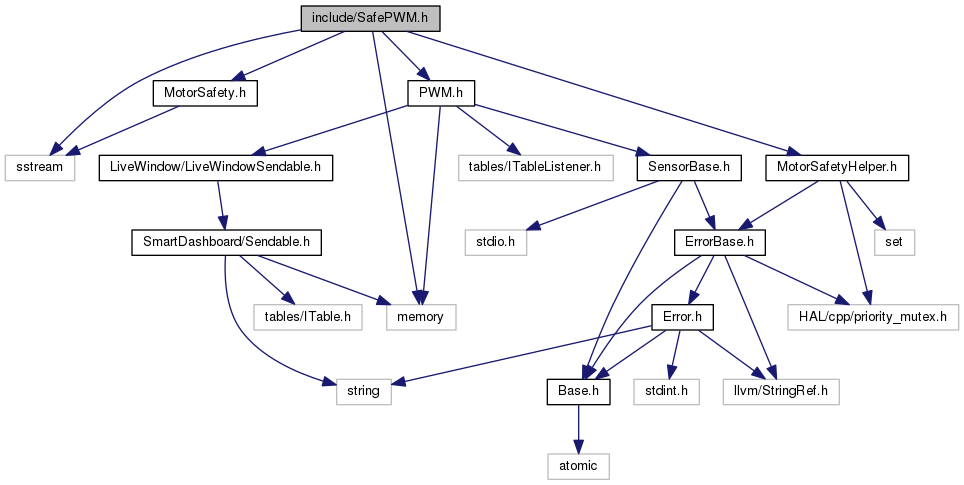 include/SafePWM.h
MotorSafety.h
PWM.h
sstream
LiveWindow/LiveWindowSendable.h
tables/ITableListener.h
SensorBase.h
MotorSafetyHelper.h
SmartDashboard/Sendable.h
stdio.h
ErrorBase.h
set
tables/ITable.h
memory
Error.h
HAL/cpp/priority_mutex.h
string
Base.h
stdint.h
llvm/StringRef.h
atomic